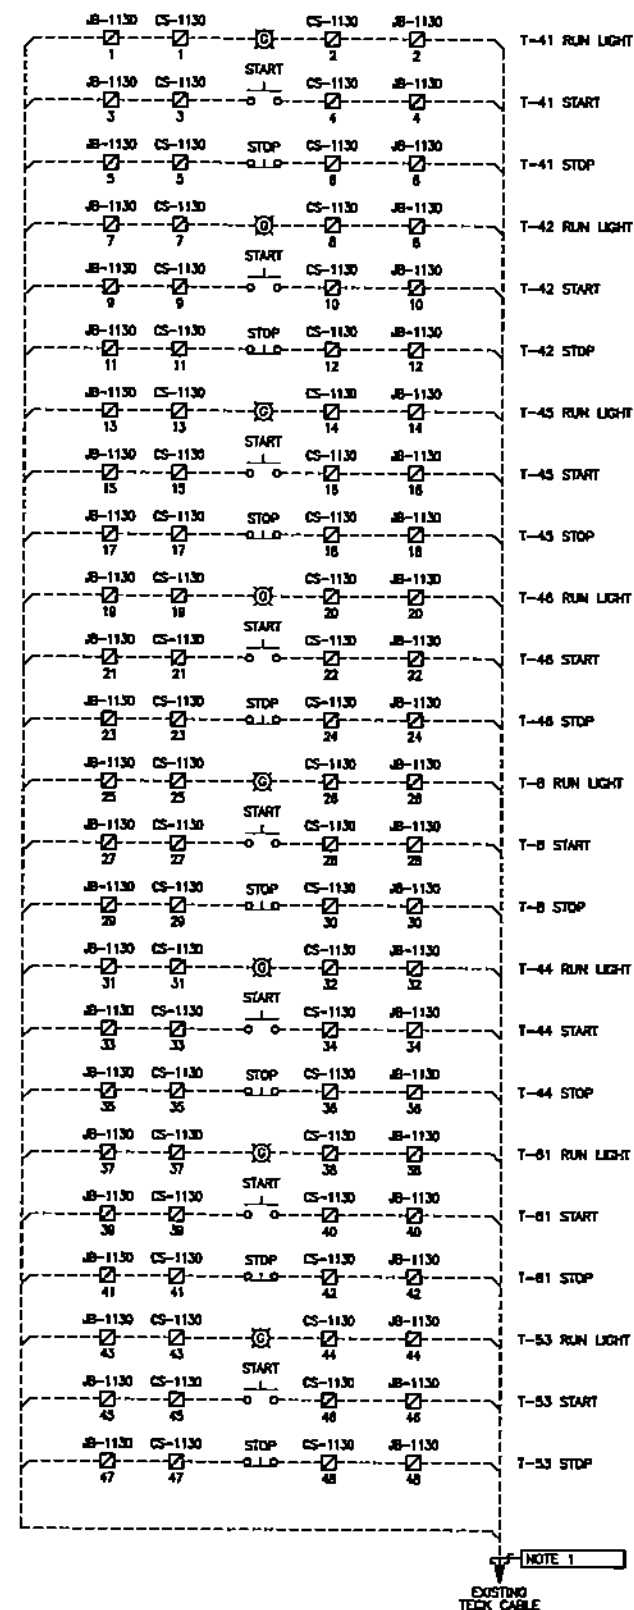 JB-1130 CS-1130 CS-1130 JB-1130
1 1 G 2 2 T-41 RUN LIGHT
START
JB-1130 CS-1130 CS-1130 JB-1130
3 3 4 4 T-41 START
JB-1130 CS-1130 STOP CS-1130 JB-1130
5 5 6 6 T-41 STOP
JB-1130 CS-1130 CS-1130 JB-1130
7 7 G 8 8 T-42 RUN LIGHT
START
JB-1130 CS-1130 CS-1130 JB-1130
9 9 10 10 T-42 START
JB-1130 CS-1130 STOP CS-1130 JB-1130
11 11 12 12 T-42 STOP
JB-1130 CS-1130 CS-1130 JB-1130
13 13 G 14 14 T-45 RUN LIGHT
START
JB-1130 CS-1130 CS-1130 JB-1130
15 15 16 16 T-45 START
JB-1130 CS-1130 STOP CS-1130 JB-1130
17 17 18 18 T-45 STOP
JB-1130 CS-1130 CS-1130 JB-1130
19 19 G 20 20 T-46 RUN LIGHT
START
JB-1130 CS-1130 CS-1130 JB-1130
21 21 22 22 T-46 START
JB-1130 CS-1130 STOP CS-1130 JB-1130
23 23 24 24 T-46 STOP
JB-1130 CS-1130 CS-1130 JB-1130
25 25 G 26 26 T-8 RUN LIGHT
START
JB-1130 CS-1130 CS-1130 JB-1130
27 27 28 28 T-8 START
JB-1130 CS-1130 STOP CS-1130 JB-1130
29 29 30 30 T-8 STOP
JB-1130 CS-1130 CS-1130 JB-1130
31 31 G 32 32 T-44 RUN LIGHT
START
JB-1130 CS-1130 CS-1130 JB-1130
33 33 34 34 T-44 START
JB-1130 CS-1130 STOP CS-1130 JB-1130
35 35 36 36 T-44 STOP
JB-1130 CS-1130 CS-1130 JB-1130
37 37 G 38 38 T-61 RUN LIGHT
START
JB-1130 CS-1130 CS-1130 JB-1130
39 39 40 40 T-61 START
JB-1130 CS-1130 STOP CS-1130 JB-1130
41 41 42 42 T-61 STOP
JB-1130 CS-1130 CS-1130 JB-1130
43 43 G 44 44 T-53 RUN LIGHT
START
JB-1130 CS-1130 CS-1130 JB-1130
45 45 46 46 T-53 START
JB-1130 CS-1130 STOP CS-1130 JB-1130
47 47 48 48 T-53 STOP
NOTE 1
EXISTING
TECK CABLE